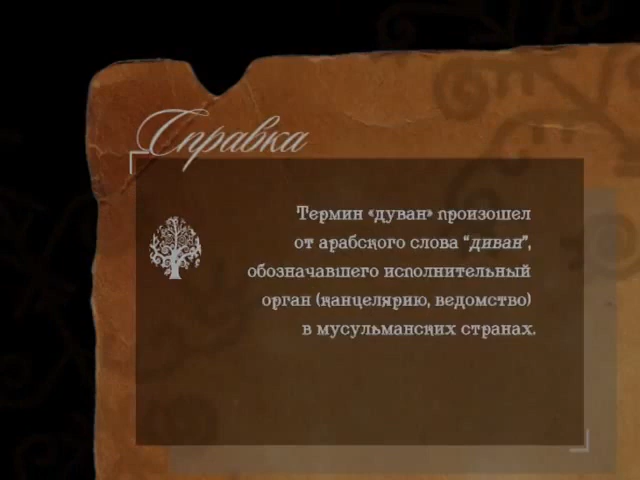 Справка
Термин «дуван» произошел
от арабского слова “диван”,
обозначавшего исполнительный
орган (канцелярию, ведомство)
в мусульманских странах.